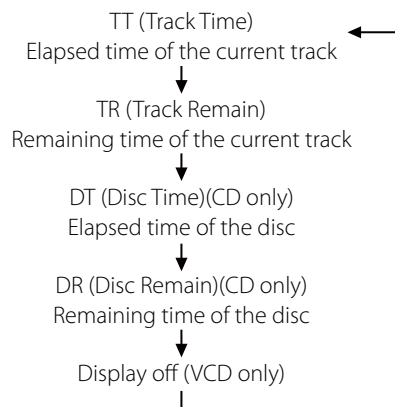 TT (Track Time)
Elapsed time of the current track
TR (Track Remain)
Remaining time of the current track
DT (Disc Time)(CD only)
Elapsed time of the disc
DR (Disc Remain)(CD only)
Remaining time of the disc
Display off (VCD only)